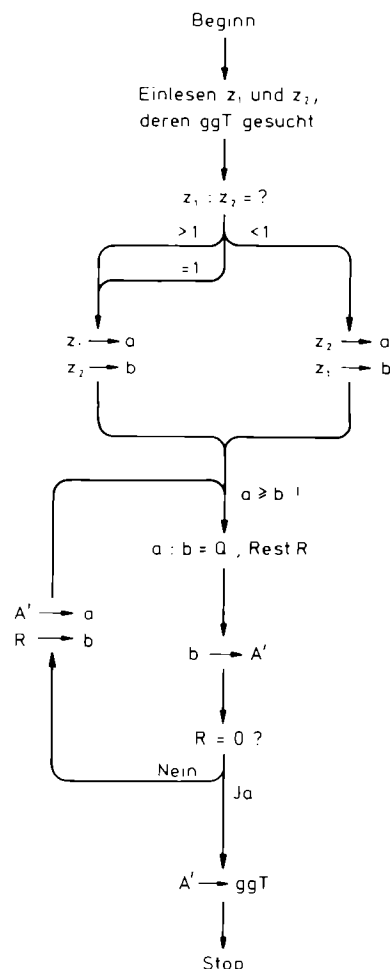 Beginn
Einlesen z₁ und z₂,
deren ggT gesucht
z₁ : z₂ = ?
>1 <1
=1
z₁ → a z₂ → a
z₂ → b z₁ → b
a ⩾ b !
a : b = Q , Rest R
A' → a
R → b
b → A'
R = 0 ?
Nein
Ja
A' → ggT
Stop